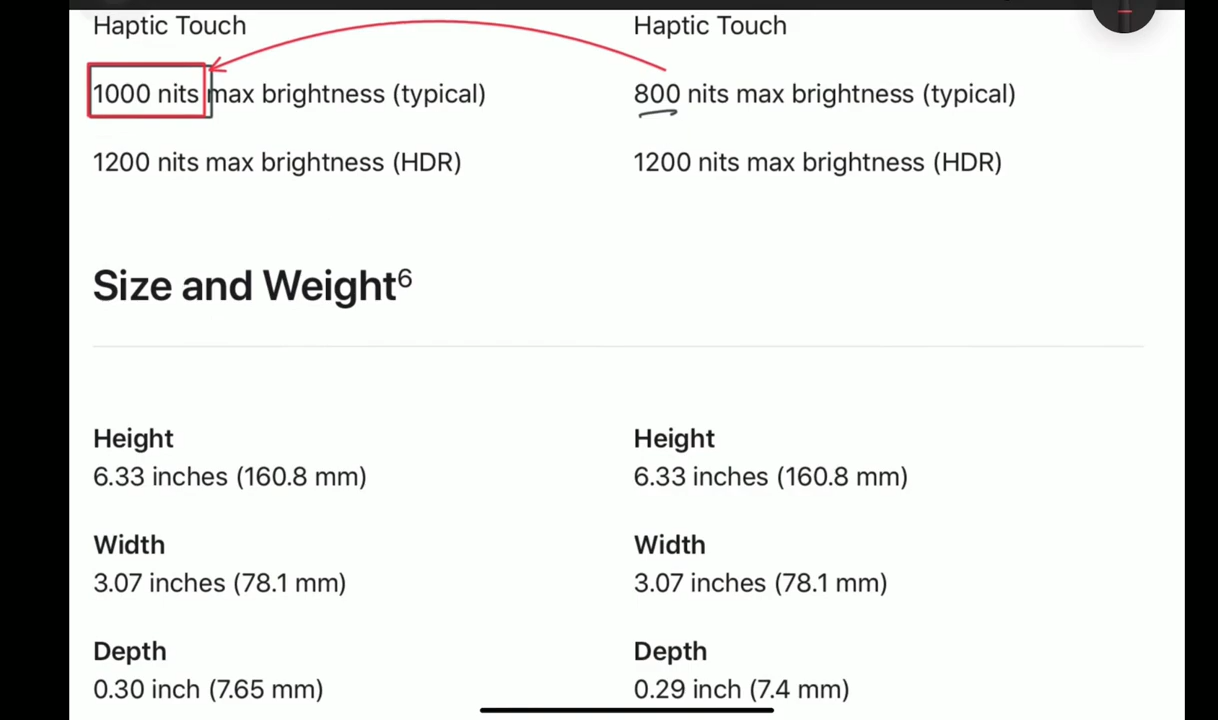 Haptic Touch
Haptic Touch
1000 nits max brightness (typical)
800 nits max brightness (typical)
1200 nits max brightness (HDR)
1200 nits max brightness (HDR)
Size and Weight⁶
Height
6.33 inches (160.8 mm)
Width
3.07 inches (78.1 mm)
Depth
0.30 inch (7.65 mm)
Height
6.33 inches (160.8 mm)
Width
3.07 inches (78.1 mm)
Depth
0.29 inch (7.4 mm)